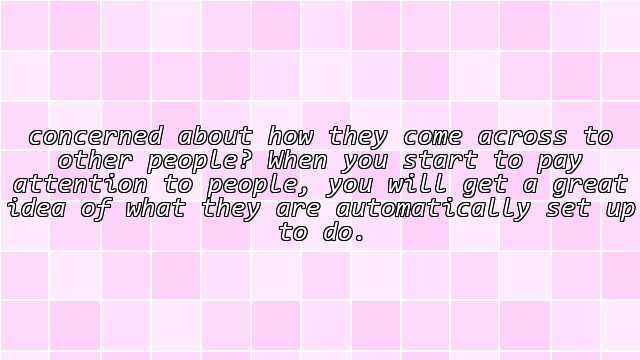 concerned about how they come across to
other people? When you start to pay
attention to people, you will get a great
idea of what they are automatically set up
to do.